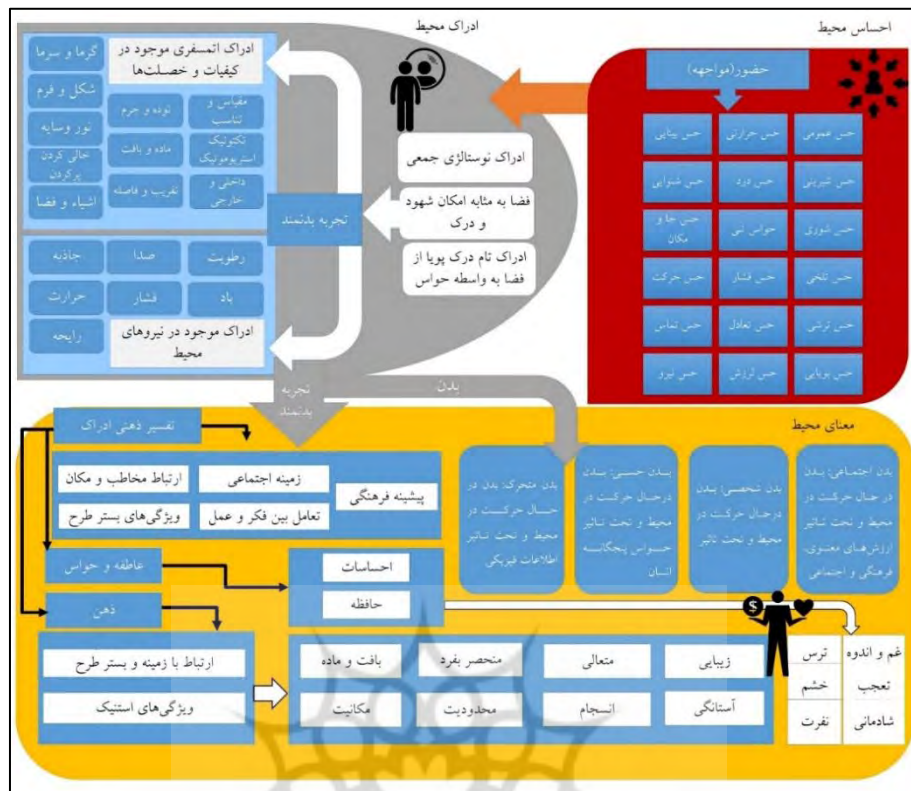 احساس محیط
حضور(مواجهه)
حس عمومی
حس حرارتی
حس بینایی
حس شیرینی
حس درد
حس شنوایی
حس شوری
حواس نبی
حس جا و
مکان
حس تلخی
حس فشار
حس حرکت
حس ترشی
حس تعادل
حس تماس
حس بویایی
حس لرزش
حس نیرو
ادراک محیط
ادراک نوستالژی جمعی
فضا به مثابه امکان شهود
و درک
ادراک تام درک پویا از
فضا به واسطه حواس
تجربه بدنمند
ادراک اتمسفری موجود در
کیفیات و خصلت‌ها
گرما و سرما
شکل و فرم
نور وسایه
خالی کردن
پرکردن
اشیاء و فضا
مقیاس و
تناسب
توده و جرم
تکتونیک
استریوموتیک
ماده و بافت
داخلی و
خارجی
تقریب و فاصله
رطوبت
صدا
جاذبه
باد
فشار
حرارت
ادراک موجود در نیروهای
محیط
رایحه
تجربه
بدنمند
بدن
معنای محیط
بدن اجتماعی: بدن
در حال حرکت در
محیط و تحت تاثیر
ارزش‌های معنوی،
فرهنگی و اجتماعی
بدن شخصی: بدن
درحال حرکت در
محیط و تحت تاثیر
بدن حسی: بدن
درحال حرکت در
محیط و تحت تاثیر
حواس پنجگانه
انسان
بدن متحرک: بدن در
حال حرکت در
محیط و تحت تاثیر
اطلاعات فیزیکی
تفسیر ذهنی ادراک
پیشینه فرهنگی
زمینه اجتماعی
ارتباط مخاطب و مکان
تعامل بین فکر و عمل
ویژگی‌های بستر طرح
عاطفه و حواس
احساسات
حافظه
ذهن
ارتباط با زمینه و بستر طرح
ویژگی‌های استتیک
زیبایی
متعالی
منحصر بفرد
بافت و ماده
آستانگی
انسجام
محدودیت
مکانیت
غم و اندوه
ترس
تعجب
خشم
شادمانی
نفرت